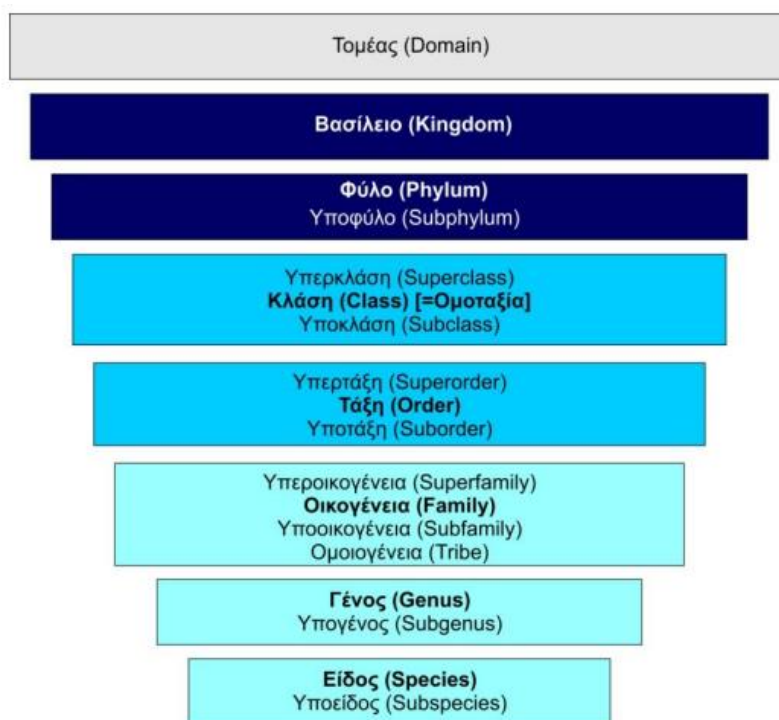 Τομέας (Domain)
Βασίλειο (Kingdom)
Φύλο (Phylum)
Υποφύλο (Subphylum)
Υπερκλάση (Superclass)
Κλάση (Class) [=Ομοταξία]
Υποκλάση (Subclass)
Υπερτάξη (Superorder)
Τάξη (Order)
Υποτάξη (Suborder)
Υπεροικογένεια (Superfamily)
Οικογένεια (Family)
Υποοικογένεια (Subfamily)
Ομοιογένεια (Tribe)
Γένος (Genus)
Υπογένος (Subgenus)
Είδος (Species)
Υποείδος (Subspecies)